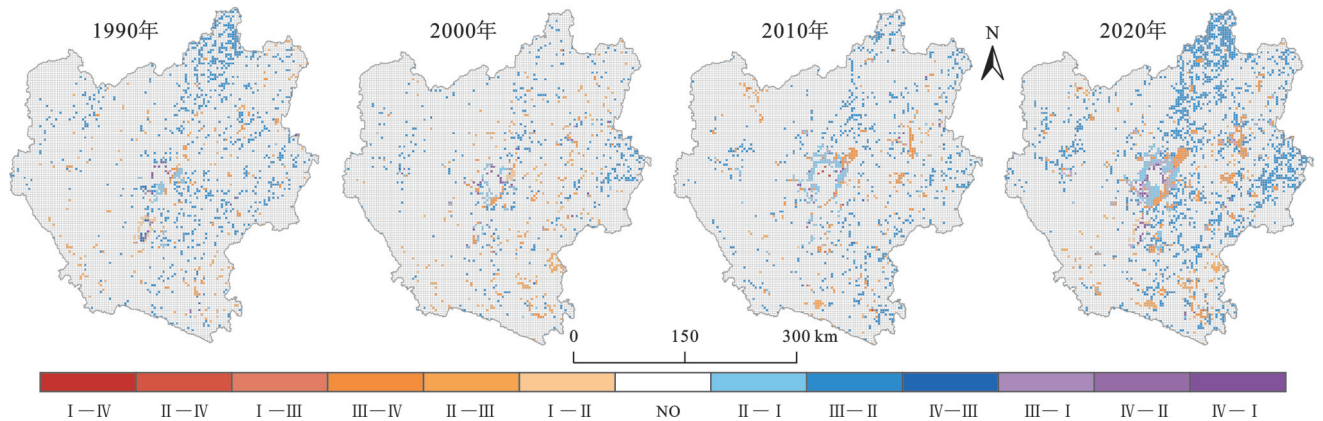 1990年
2000年
2010年
2020年
N
0 150 300 km
Ⅰ—Ⅳ Ⅱ—Ⅳ Ⅰ—Ⅲ Ⅲ—Ⅳ Ⅱ—Ⅲ Ⅰ—Ⅱ NO Ⅱ—Ⅰ Ⅲ—Ⅱ Ⅳ—Ⅲ Ⅲ—Ⅰ Ⅳ—Ⅱ Ⅳ—Ⅰ